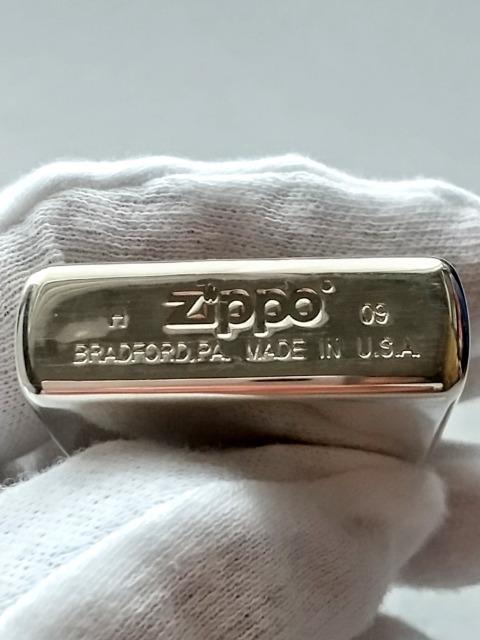 H Zippo® 09
BRADFORD, PA. MADE IN U.S.A.